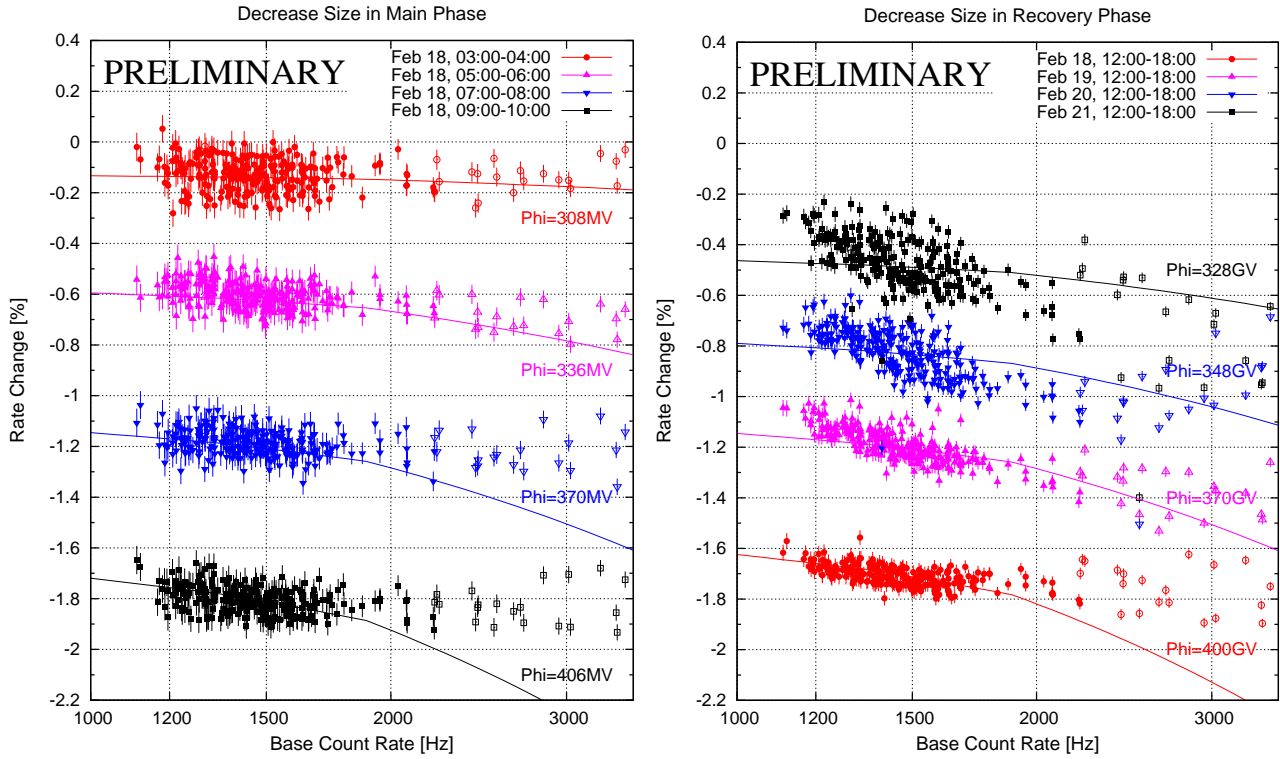 Decrease Size in Main Phase
PRELIMINARY
Feb 18, 03:00-04:00
Feb 18, 05:00-06:00
Feb 18, 07:00-08:00
Feb 18, 09:00-10:00
0.4
0.2
0
-0.2
-0.4
-0.6
-0.8
-1
-1.2
-1.4
-1.6
-1.8
-2
-2.2
Rate Change [%]
Phi=308MV
Phi=336MV
Phi=370MV
Phi=406MV
1000 1200 1500 2000 3000
Base Count Rate [Hz]
Decrease Size in Recovery Phase
PRELIMINARY
Feb 18, 12:00-18:00
Feb 19, 12:00-18:00
Feb 20, 12:00-18:00
Feb 21, 12:00-18:00
0.4
0.2
0
-0.2
-0.4
-0.6
-0.8
-1
-1.2
-1.4
-1.6
-1.8
-2
-2.2
Rate Change [%]
Phi=328GV
Phi=348GV
Phi=370GV
Phi=400GV
1000 1200 1500 2000 3000
Base Count Rate [Hz]